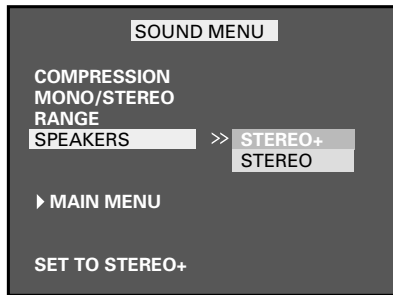 SOUND MENU
COMPRESSION
MONO/STEREO
RANGE
SPEAKERS >> STEREO+
STEREO
MAIN MENU
SET TO STEREO+